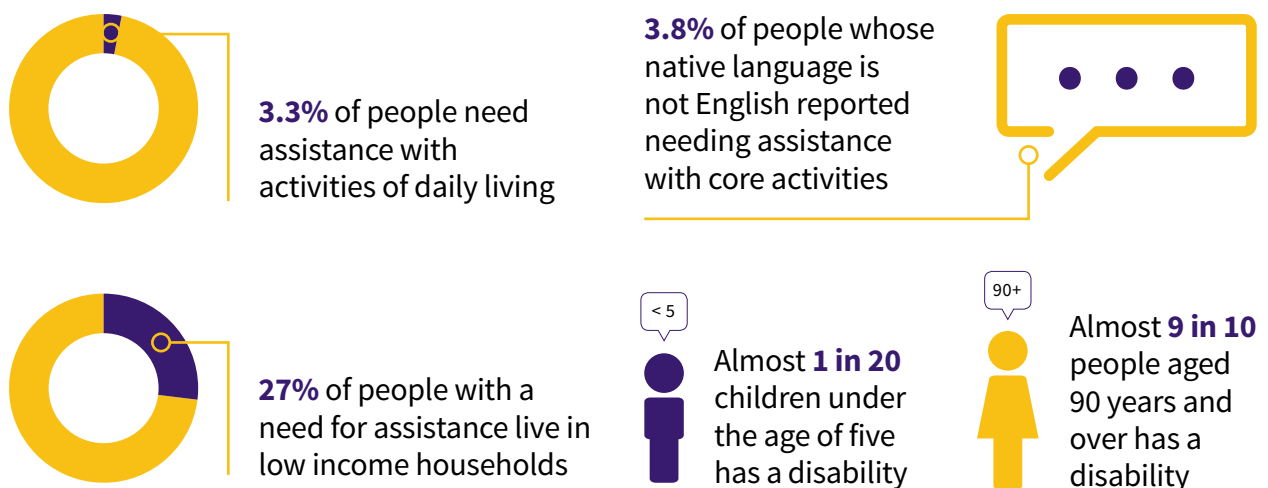 3.3% of people need
assistance with
activities of daily living
3.8% of people whose
native language is
not English reported
needing assistance
with core activities
27% of people with a
need for assistance live in
low income households
< 5
Almost 1 in 20
children under
the age of five
has a disability
90+
Almost 9 in 10
people aged
90 years and
over has a
disability